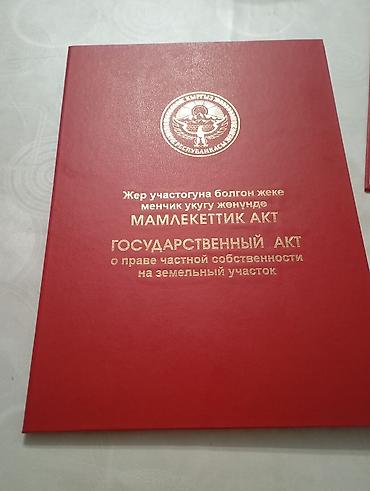 Жер участогуна болгон жеке
менчик укугу жөнүндө
МАМЛЕКЕТТИК АКТ
ГОСУДАРСТВЕННЫЙ АКТ
о праве частной собственности
на земельный участок